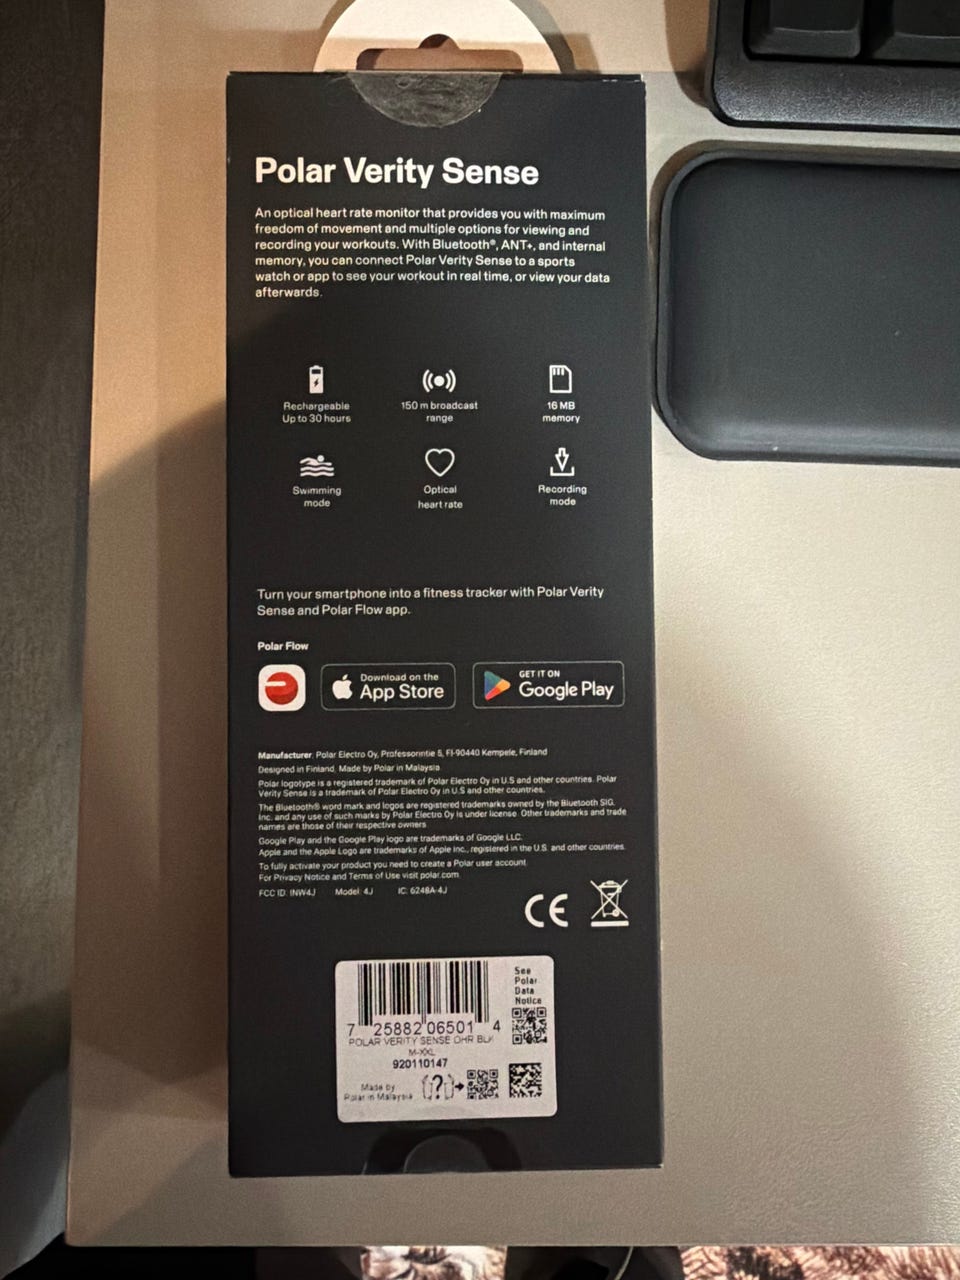 Polar Verity Sense
An optical heart rate monitor that provides you with maximum
freedom of movement and multiple options for viewing and
recording your workouts. With Bluetooth®, ANT+, and internal
memory, you can connect Polar Verity Sense to a sports
watch or app to see your workout in real time, or view your data
afterwards.
Rechargeable
Up to 30 hours
150 m broadcast
range
16 MB
memory
Swimming
mode
Optical
heart rate
Recording
mode
Turn your smartphone into a fitness tracker with Polar Verity
Sense and Polar Flow app.
Polar Flow
Download on the
App Store
GET IT ON
Google Play
Manufacturer: Polar Electro Oy, Professorintie 5, FI-90440 Kempele, Finland
Designed in Finland, Made by Polar in Malaysia
Polar logotype is a registered trademark of Polar Electro Oy in U.S and other countries. Polar
Verity Sense is a trademark of Polar Electro Oy in U.S and other countries.
The Bluetooth® word mark and logos are registered trademarks owned by the Bluetooth SIG,
Inc. and any use of such marks by Polar Electro Oy is under license. Other trademarks and trade
names are those of their respective owners
Google Play and the Google Play logo are trademarks of Google LLC.
Apple and the Apple Logo are trademarks of Apple Inc., registered in the U.S. and other countries.
To fully activate your product you need to create a Polar user account.
For Privacy Notice and Terms of Use visit polar.com
FCC ID: INW4J Model: 4J IC: 6248A-4J
CE
See
Polar
Data
Notice
7 25882 06501 4
POLAR VERITY SENSE OHR BLK
M-XXL
920110147
Made by
Polar in Malaysia
?